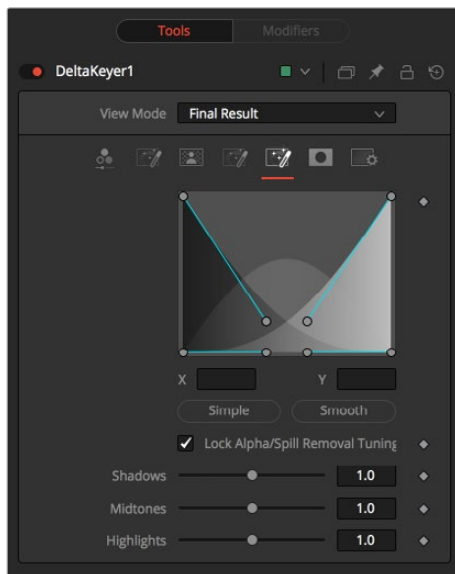 Tools Modifiers
DeltaKeyer1
View Mode Final Result
X Y
Simple Smooth
Lock Alpha/Spill Removal Tuning
Shadows 1.0
Midtones 1.0
Highlights 1.0